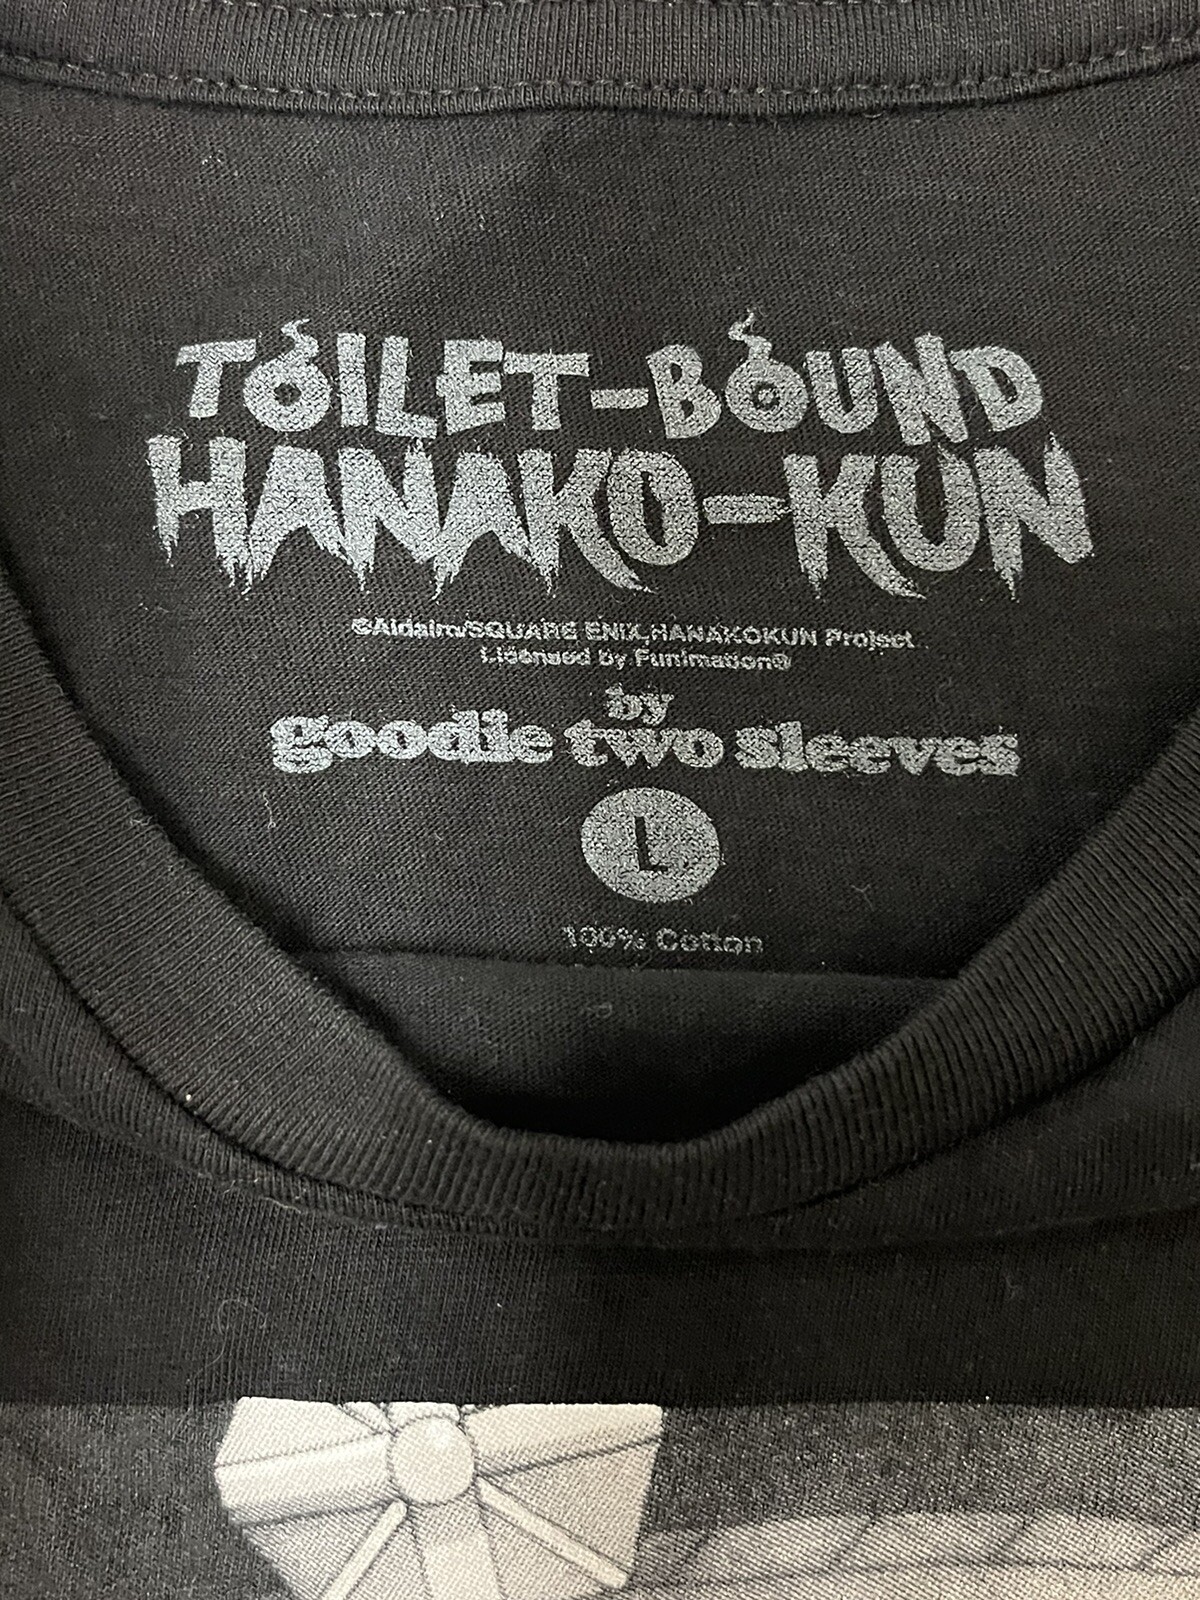 TOILET-BOUND
HANAKO-KUN
©AidaIro/SQUARE ENIX,HANAKOKUN Project
Licensed by Funimation®
by
goodie two sleeves
L
100% Cotton